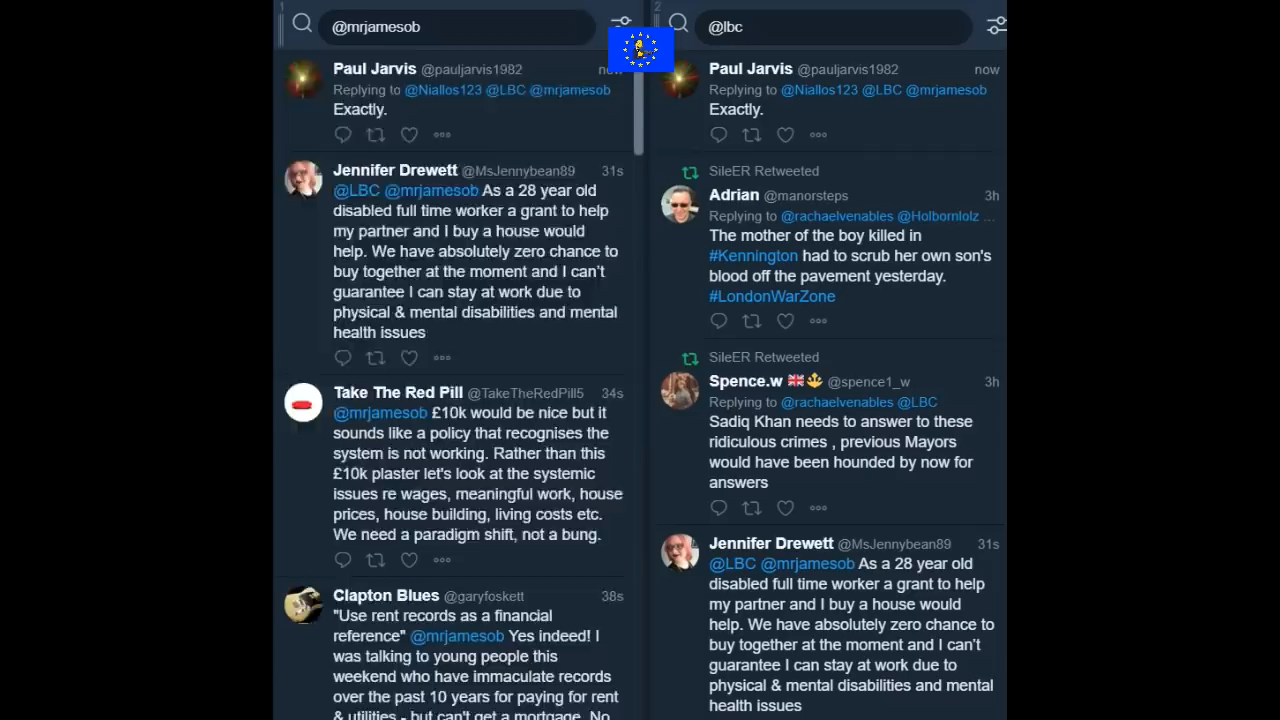 1
@mrjamesob
Paul Jarvis @pauljarvis1982 now
Replying to @Niallos123 @LBC @mrjamesob
Exactly.
Jennifer Drewett @MsJennybean89 31s
@LBC @mrjamesob As a 28 year old
disabled full time worker a grant to help
my partner and I buy a house would
help. We have absolutely zero chance to
buy together at the moment and I can't
guarantee I can stay at work due to
physical & mental disabilities and mental
health issues
Take The Red Pill @TakeTheRedPill5 34s
@mrjamesob £10k would be nice but it
sounds like a policy that recognises the
system is not working. Rather than this
£10k plaster let's look at the systemic
issues re wages, meaningful work, house
prices, house building, living costs etc.
We need a paradigm shift, not a bung.
Clapton Blues @garyfoskett 38s
"Use rent records as a financial
reference" @mrjamesob Yes indeed! I
was talking to young people this
weekend who have immaculate records
over the past 10 years for paying for rent
& utilities - but can't get a mortgage. No
2
@lbc
Paul Jarvis @pauljarvis1982 now
Replying to @Niallos123 @LBC @mrjamesob
Exactly.
SileER Retweeted
Adrian @manorsteps 3h
Replying to @rachaelvenables @Holbornlolz ...
The mother of the boy killed in
#Kennington had to scrub her own son's
blood off the pavement yesterday.
#LondonWarZone
SileER Retweeted
Spence.w @spence1_w 3h
Replying to @rachaelvenables @LBC
Sadiq Khan needs to answer to these
ridiculous crimes , previous Mayors
would have been hounded by now for
answers
Jennifer Drewett @MsJennybean89 31s
@LBC @mrjamesob As a 28 year old
disabled full time worker a grant to help
my partner and I buy a house would
help. We have absolutely zero chance to
buy together at the moment and I can't
guarantee I can stay at work due to
physical & mental disabilities and mental
health issues